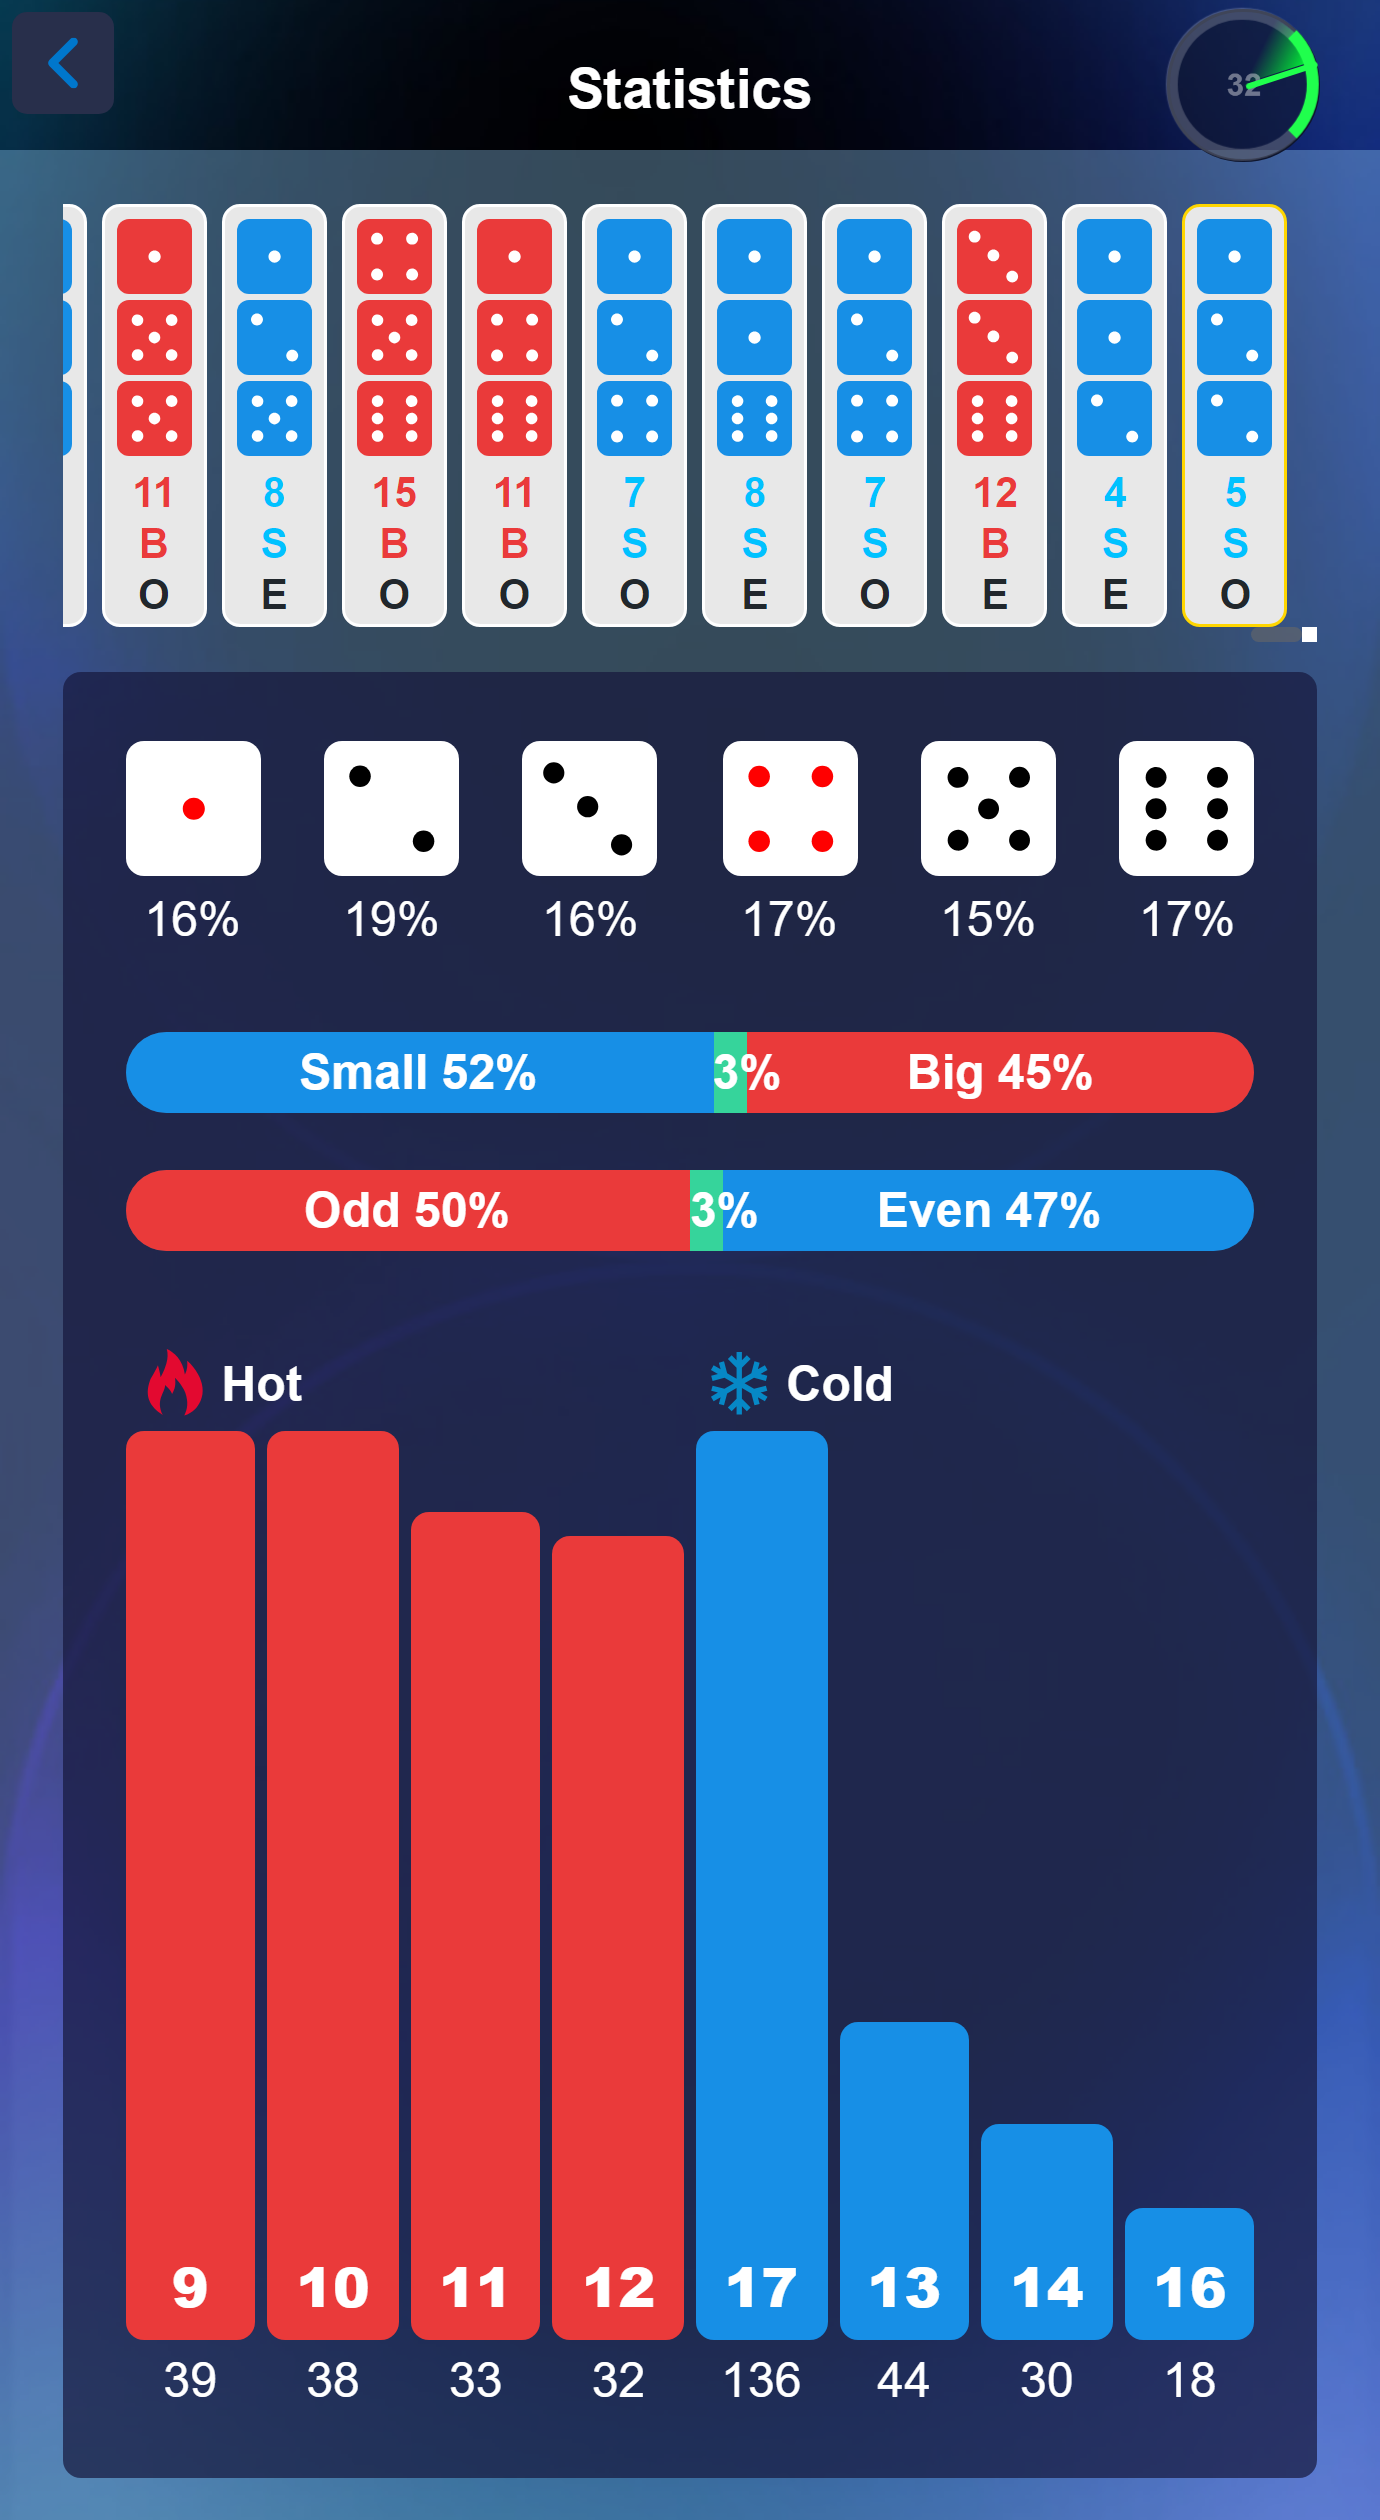 Statistics
32
11 8 15 11 7 8 7 12 4 5
B S B B S S S B S S
O E O O O E O E E O
16% 19% 16% 17% 15% 17%
Small 52% 3% Big 45%
Odd 50% 3% Even 47%
Hot Cold
9 10 11 12 17 13 14 16
39 38 33 32 136 44 30 18